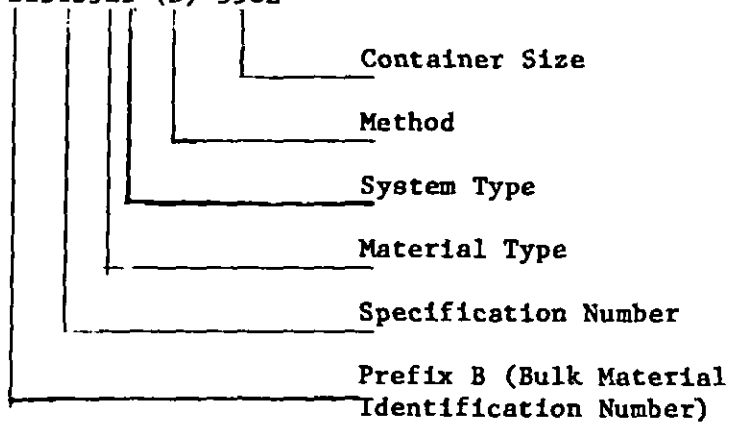 Container Size
Method
System Type
Material Type
Specification Number
Prefix B (Bulk Material
Identification Number)